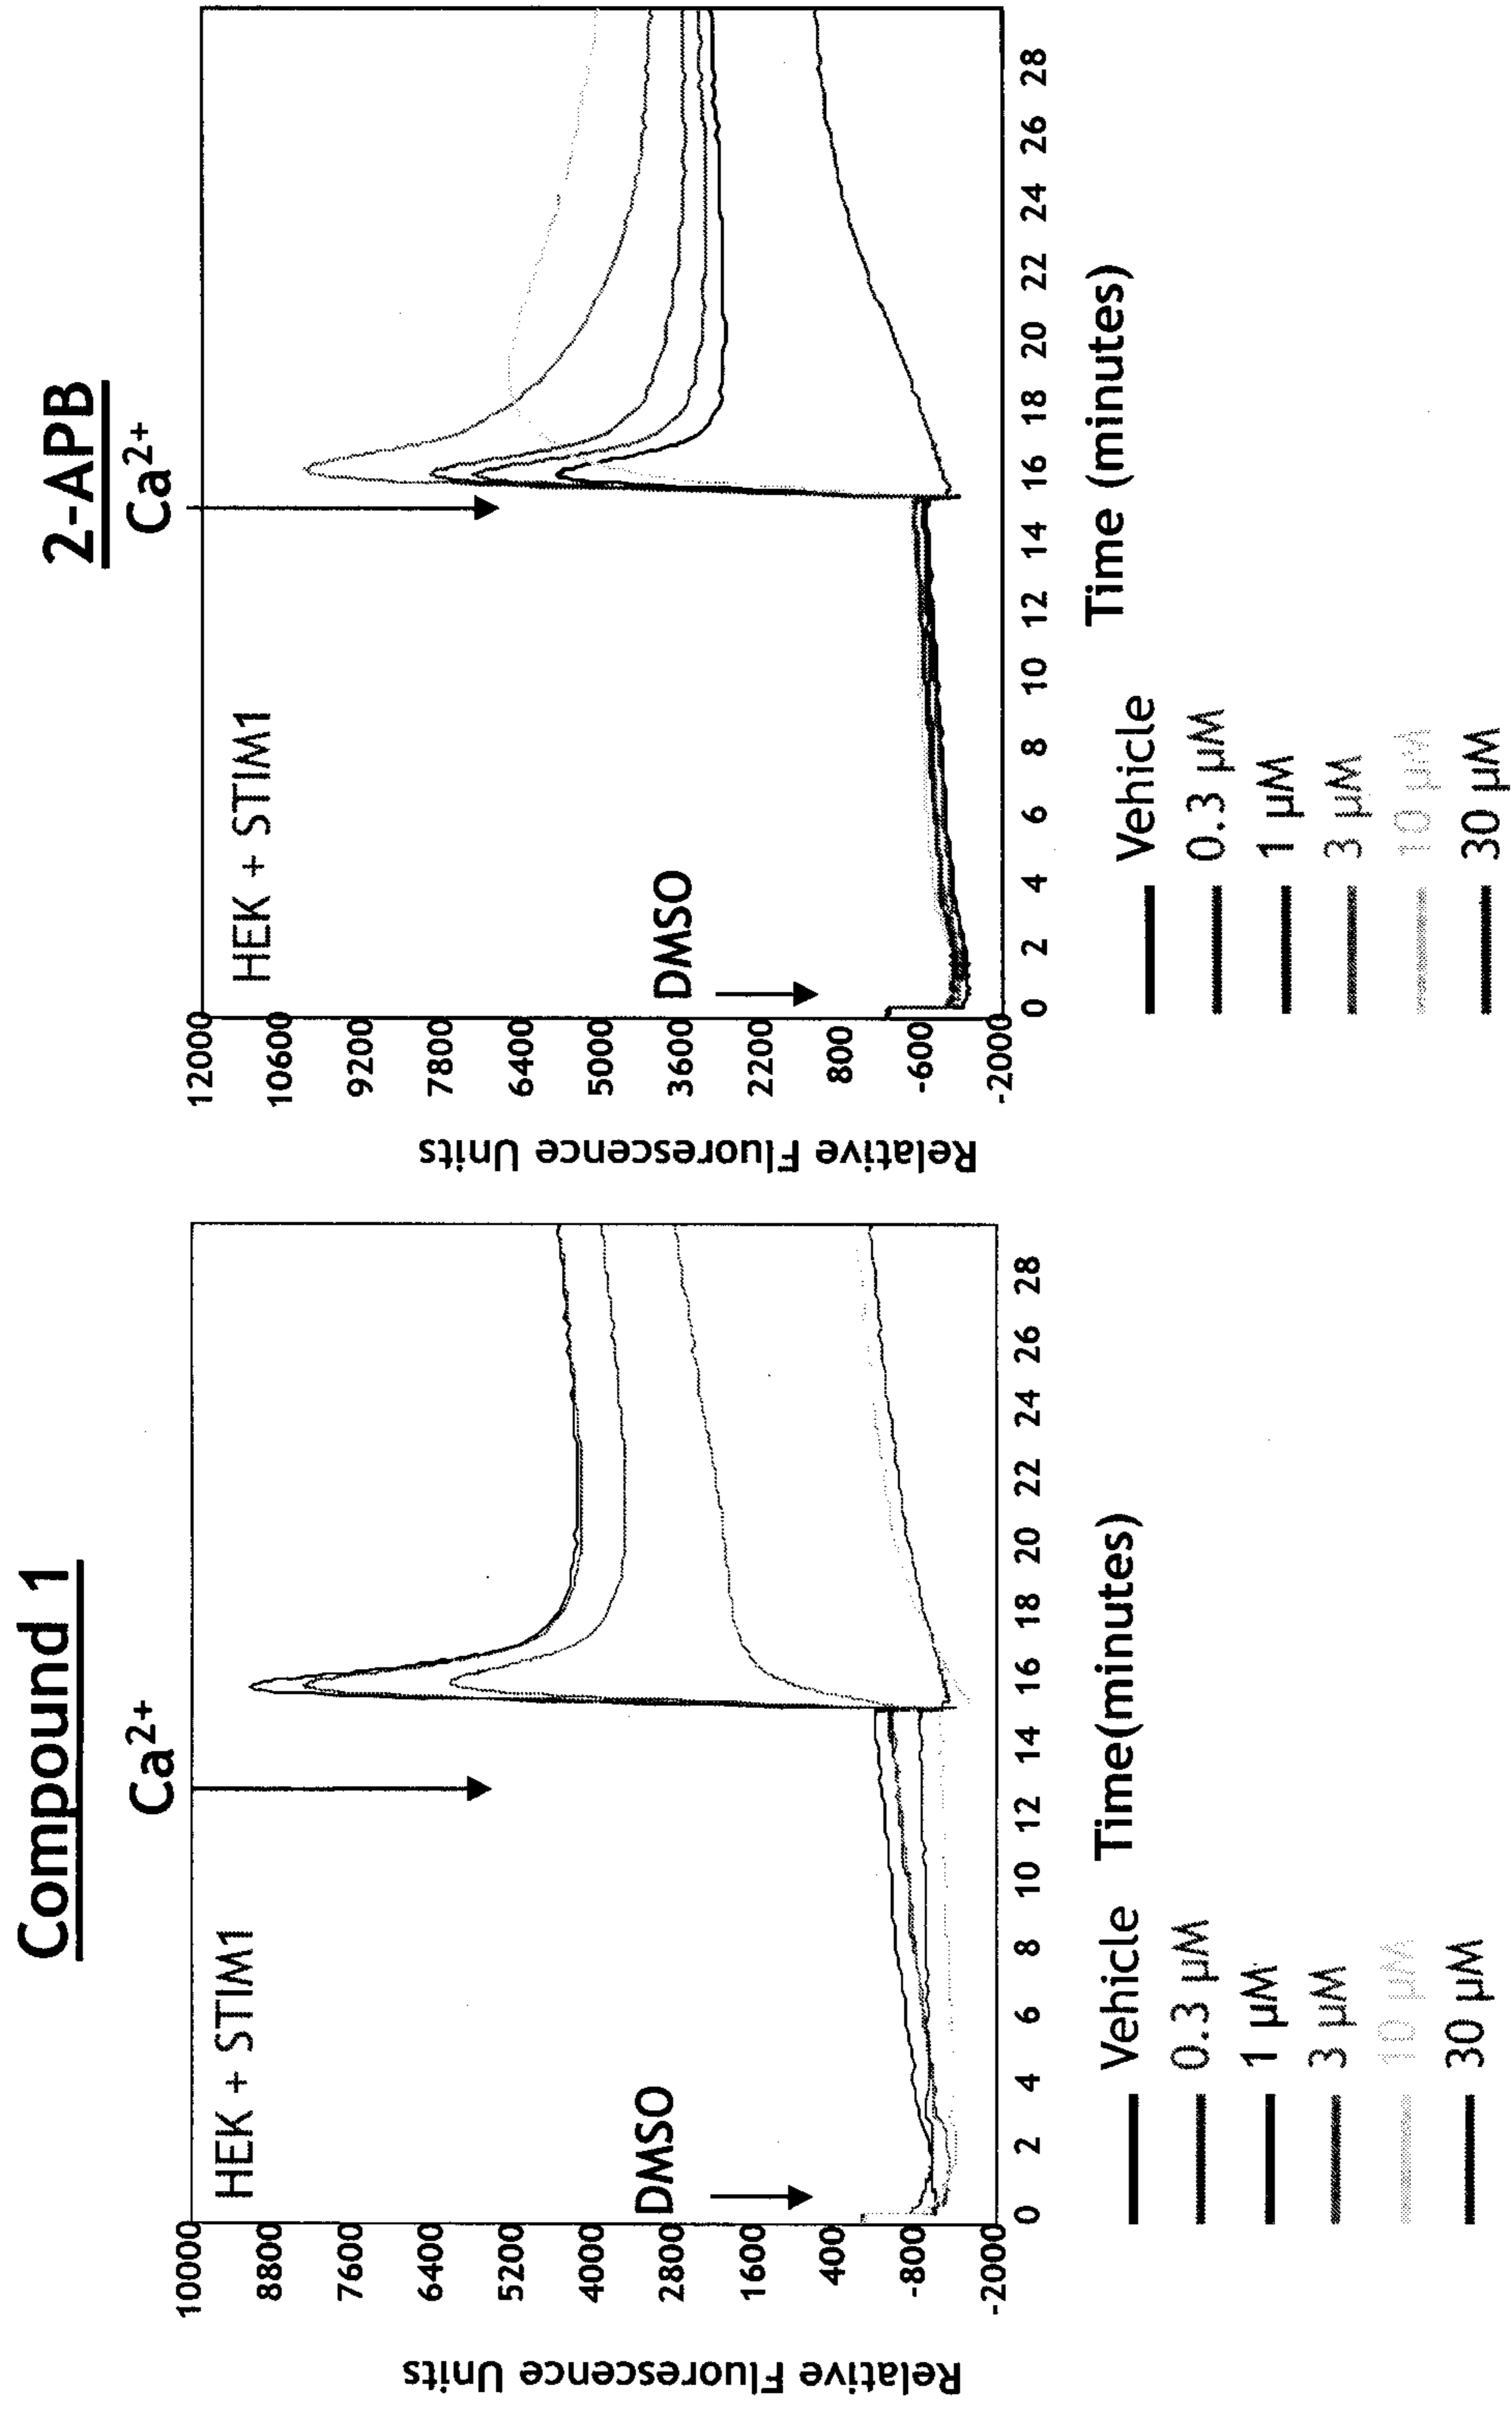 Compound 1
Ca2+
HEK + STIM1
DMSO
Relative Fluorescence Units
10000
8800
7600
6400
5200
4000
2800
1600
400
-800
-2000
0 2 4 6 8 10 12 14 16 18 20 22 24 26 28
Time(minutes)
Vehicle
0.3 µM
1 µM
3 µM
10 µM
30 µM
2-APB
Ca2+
HEK + STIM1
DMSO
Relative Fluorescence Units
12000
10600
9200
7800
6400
5000
3600
2200
800
-600
-2000
0 2 4 6 8 10 12 14 16 18 20 22 24 26 28
Time (minutes)
Vehicle
0.3 µM
1 µM
3 µM
10 µM
30 µM